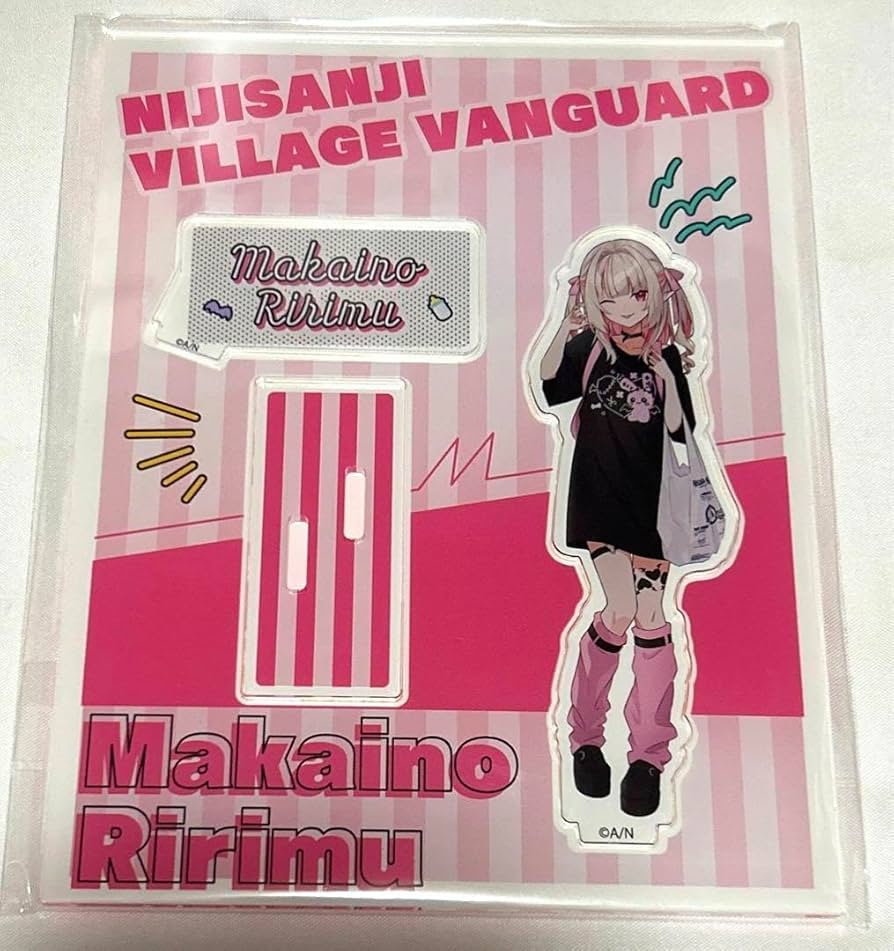 NIJISANJI
VILLAGE VANGUARD
Makaino
Ririmu
©A/N
©A/N
Makaino
Ririmu